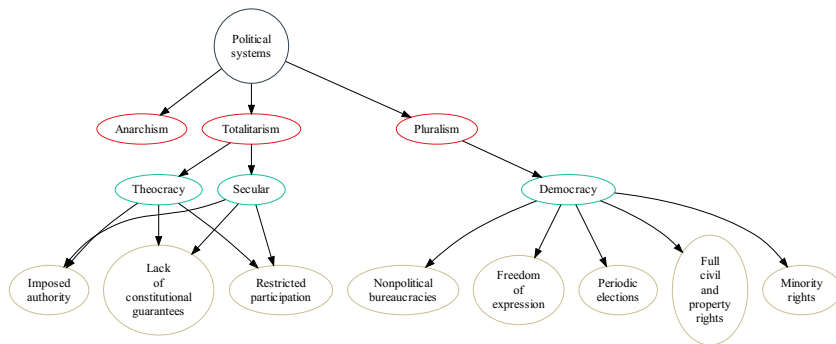 Political
systems
Anarchism
Totalitarism
Pluralism
Theocracy
Secular
Democracy
Imposed
authority
Lack
of
constitutional
guarantees
Restricted
participation
Nonpolitical
bureaucracies
Freedom
of
expression
Periodic
elections
Full
civil
and
property
rights
Minority
rights